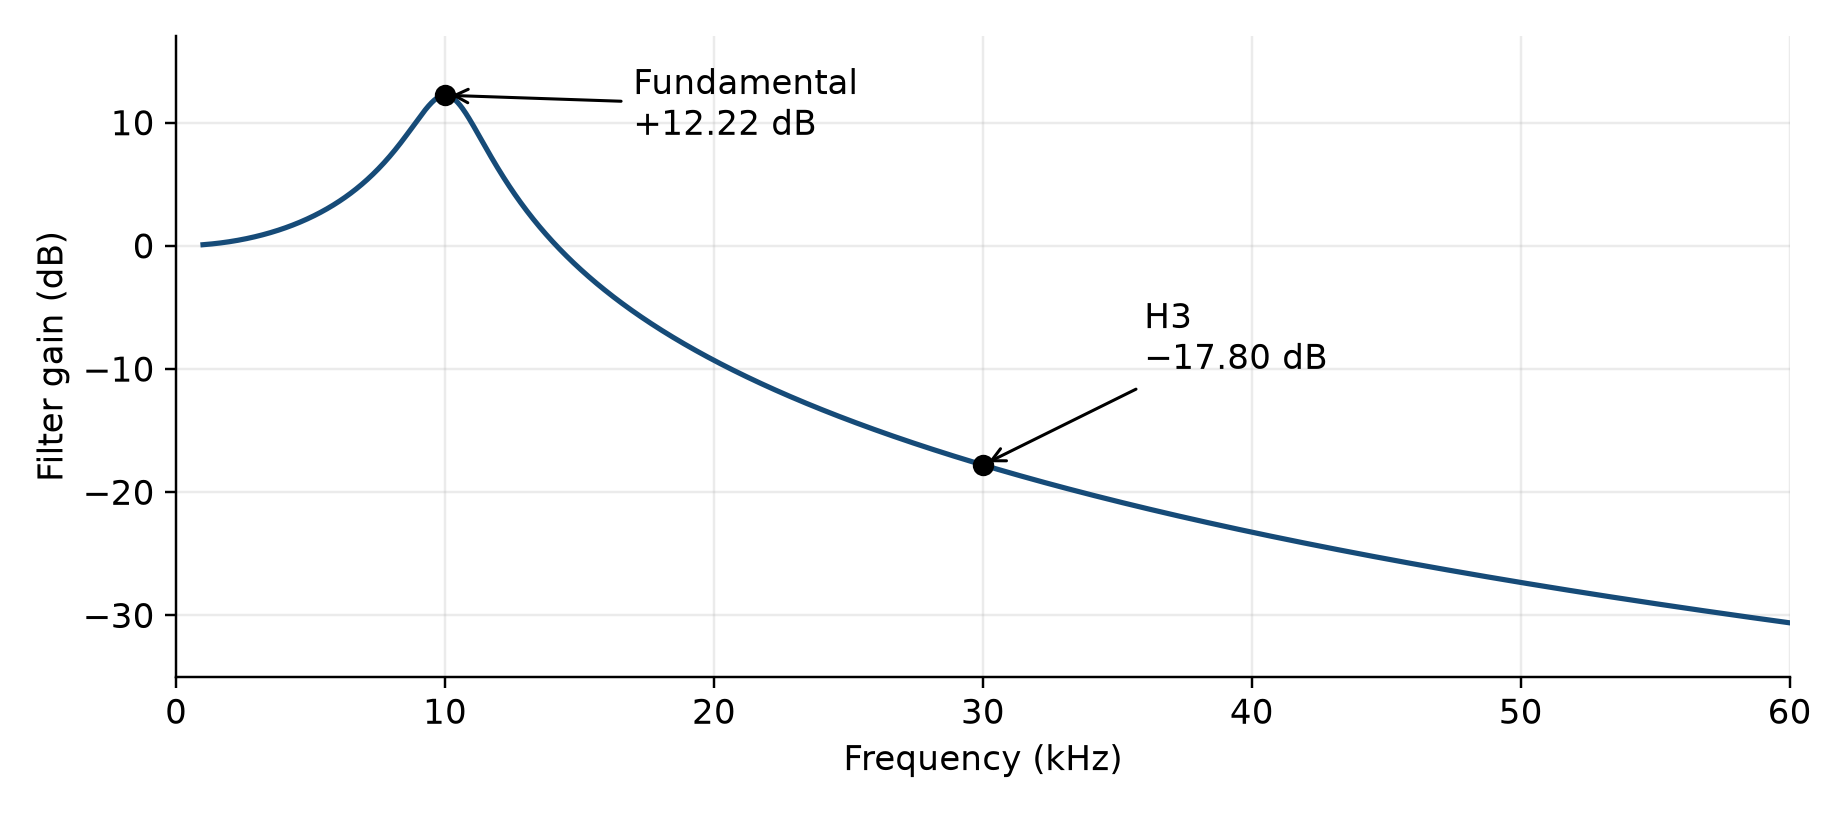 Fundamental
+12.22 dB
H3
−17.80 dB
Filter gain (dB)
10
0
−10
−20
−30
0 10 20 30 40 50 60
Frequency (kHz)